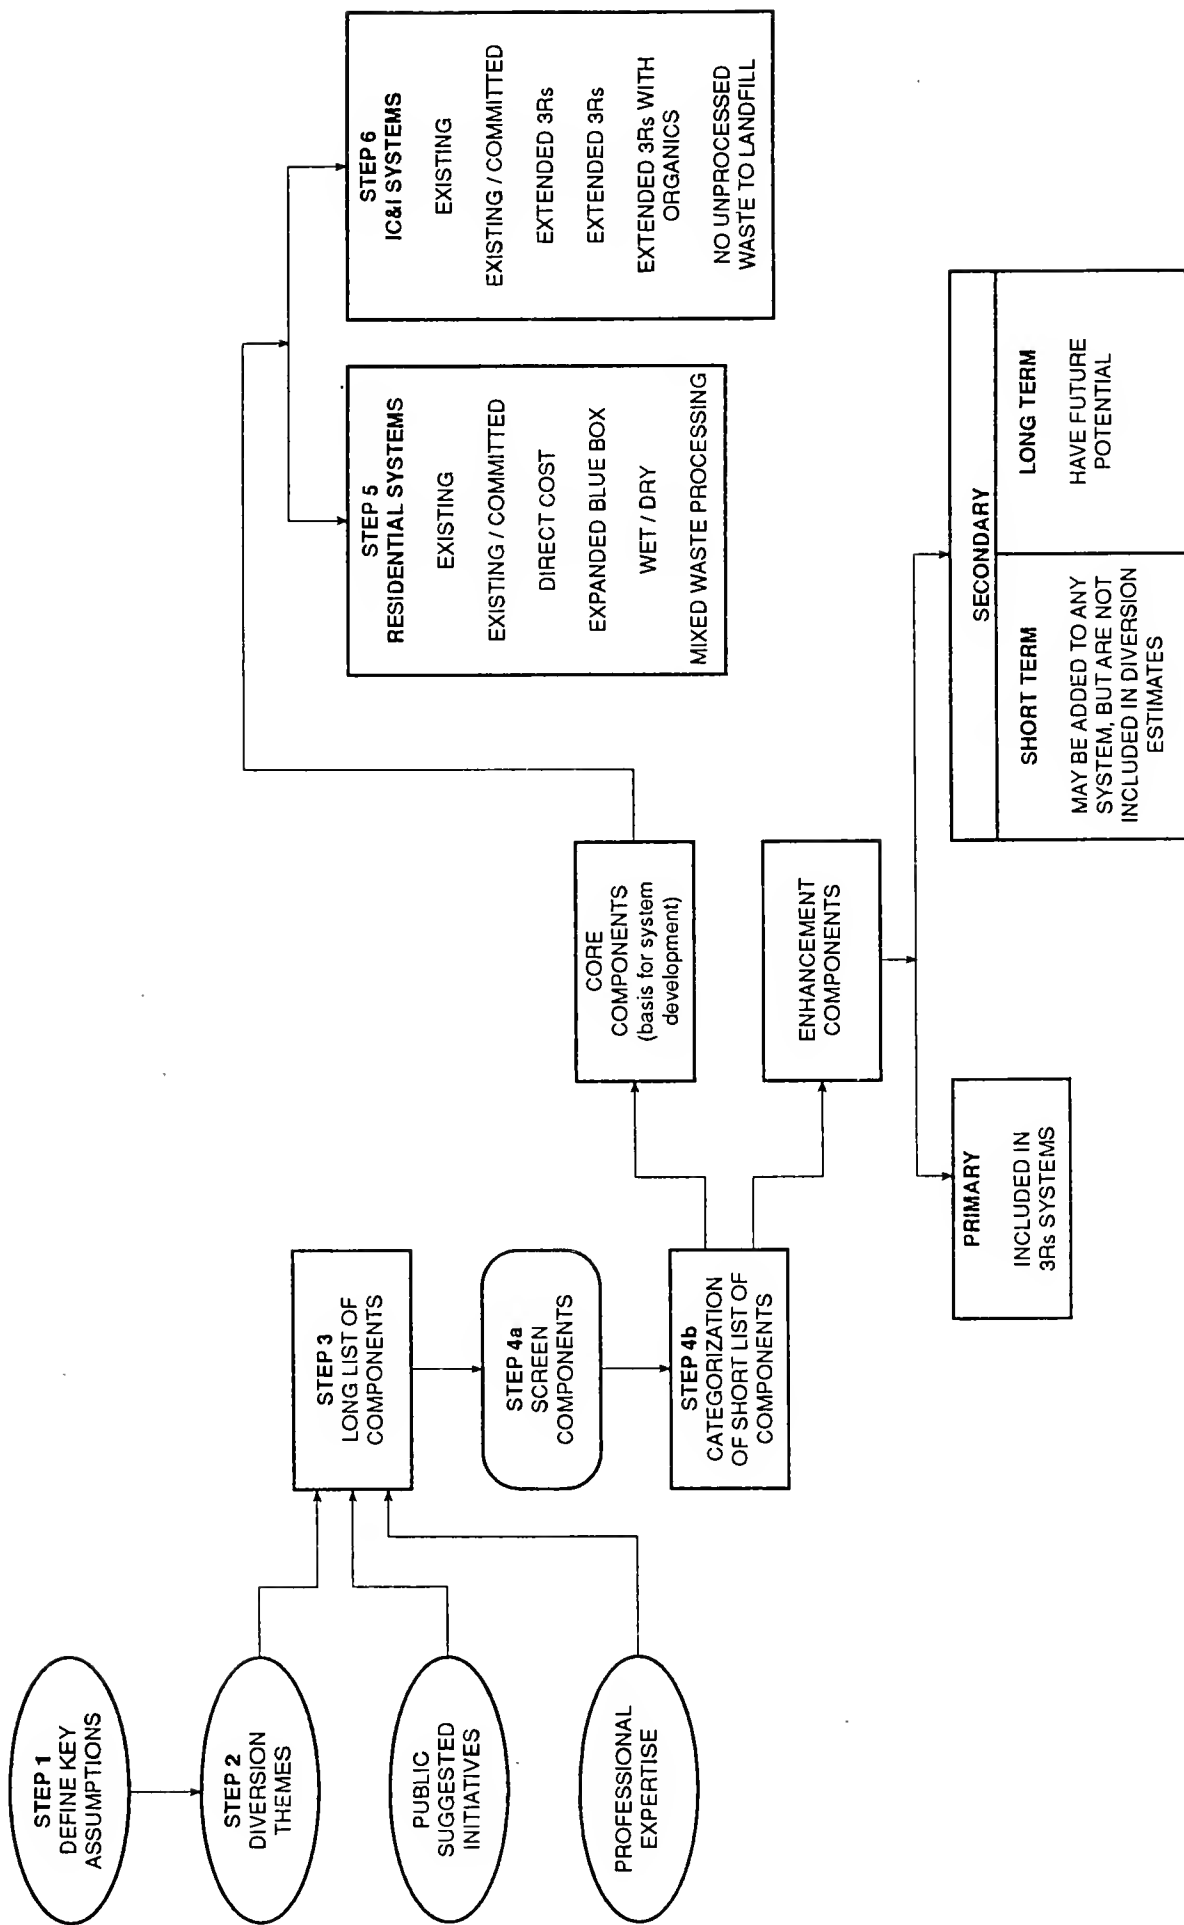 STEP 1
DEFINE KEY
ASSUMPTIONS
STEP 2
DIVERSION
THEMES
PUBLIC
SUGGESTED
INITIATIVES
PROFESSIONAL
EXPERTISE
STEP 3
LONG LIST OF
COMPONENTS
STEP 4a
SCREEN
COMPONENTS
STEP 4b
CATEGORIZATION
OF SHORT LIST OF
COMPONENTS
CORE
COMPONENTS
(basis for system
development)
ENHANCEMENT
COMPONENTS
STEP 5
RESIDENTIAL SYSTEMS
EXISTING
EXISTING / COMMITTED
DIRECT COST
EXPANDED BLUE BOX
WET / DRY
MIXED WASTE PROCESSING
STEP 6
IC&I SYSTEMS
EXISTING
EXISTING / COMMITTED
EXTENDED 3Rs
EXTENDED 3Rs
EXTENDED 3Rs WITH
ORGANICS
NO UNPROCESSED
WASTE TO LANDFILL
PRIMARY
INCLUDED IN
3Rs SYSTEMS
SECONDARY
SHORT TERM
MAY BE ADDED TO ANY
SYSTEM, BUT ARE NOT
INCLUDED IN DIVERSION
ESTIMATES
LONG TERM
HAVE FUTURE
POTENTIAL